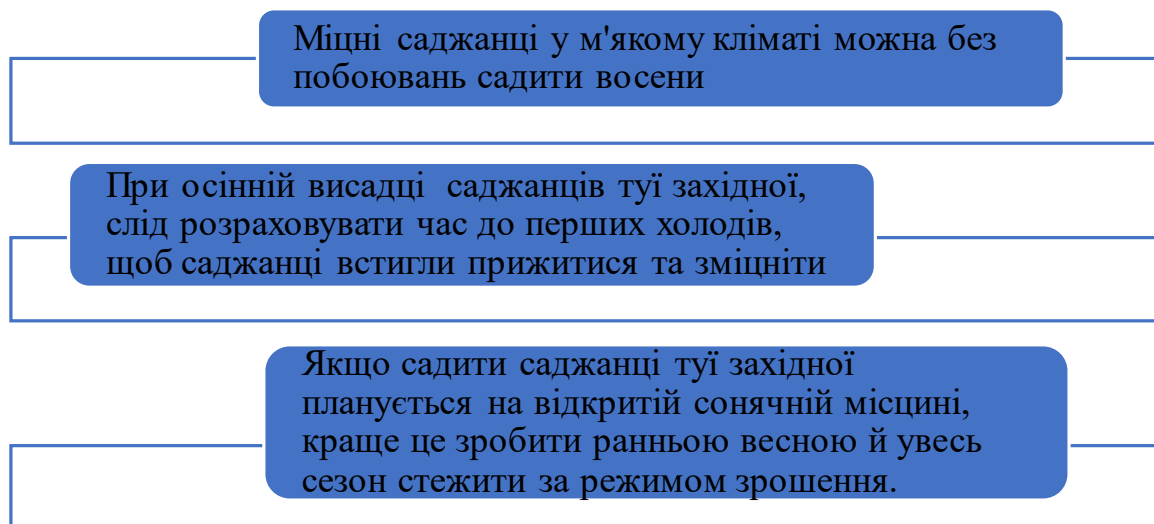 Міцні саджанці у м'якому кліматі можна без
побоювань садити восени
При осінній висадці саджанців туї західної,
слід розраховувати час до перших холодів,
щоб саджанці встигли прижитися та зміцніти
Якщо садити саджанці туї західної
планується на відкритій сонячній місцині,
краще це зробити ранньою весною й увесь
сезон стежити за режимом зрошення.